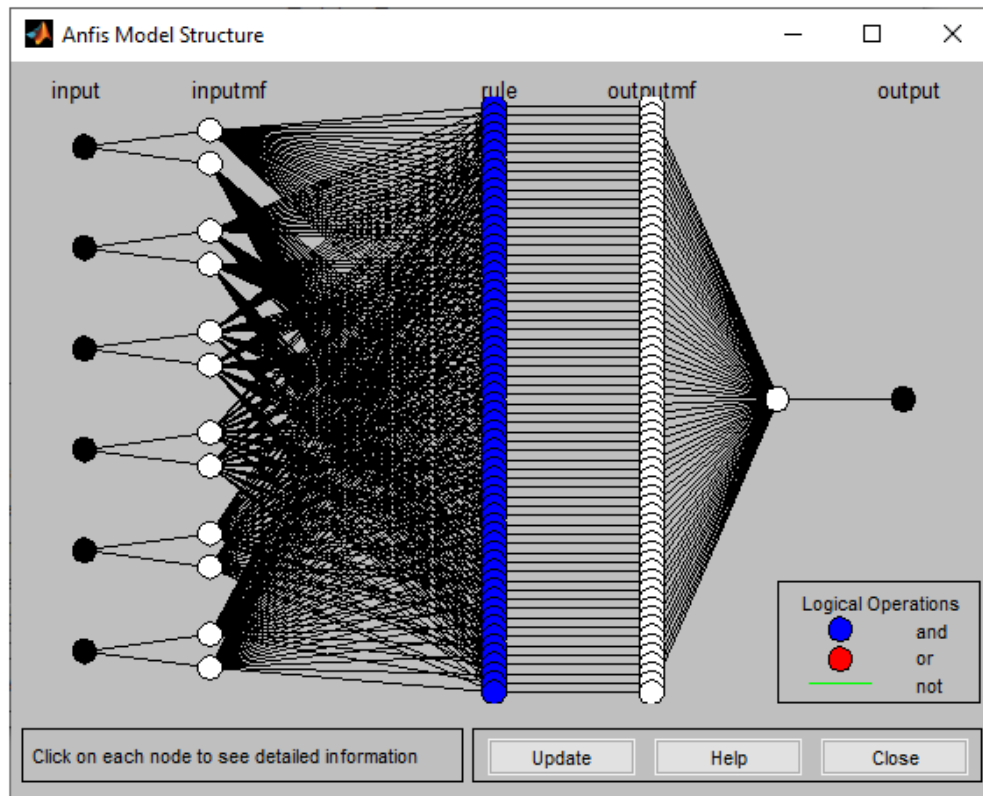 Anfis Model Structure
input inputmf rule outputmf output
Logical Operations
and
or
not
Click on each node to see detailed information
Update Help Close